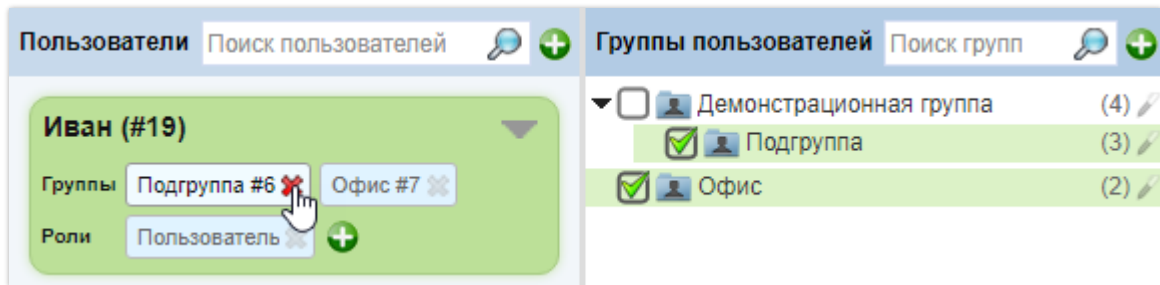 Пользователи Поиск пользователей
Иван (#19)
Группы Подгруппа #6 Офис #7
Роли Пользователь
Группы пользователей Поиск групп
Демонстрационная группа (4)
Подгруппа (3)
Офис (2)